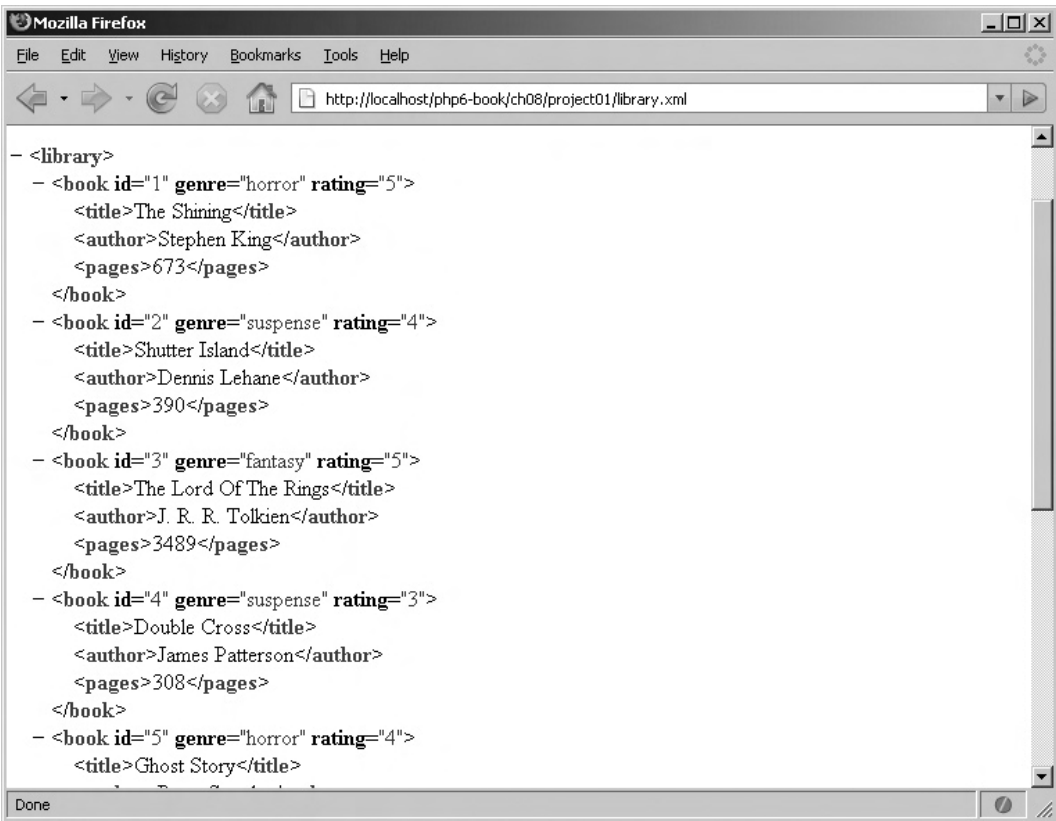 Mozilla Firefox
File Edit View History Bookmarks Tools Help
http://localhost/php6-book/ch08/project01/library.xml
− <library>
− <book id="1" genre="horror" rating="5">
<title>The Shining</title>
<author>Stephen King</author>
<pages>673</pages>
</book>
− <book id="2" genre="suspense" rating="4">
<title>Shutter Island</title>
<author>Dennis Lehane</author>
<pages>390</pages>
</book>
− <book id="3" genre="fantasy" rating="5">
<title>The Lord Of The Rings</title>
<author>J. R. R. Tolkien</author>
<pages>3489</pages>
</book>
− <book id="4" genre="suspense" rating="3">
<title>Double Cross</title>
<author>James Patterson</author>
<pages>308</pages>
</book>
− <book id="5" genre="horror" rating="4">
<title>Ghost Story</title>
Done